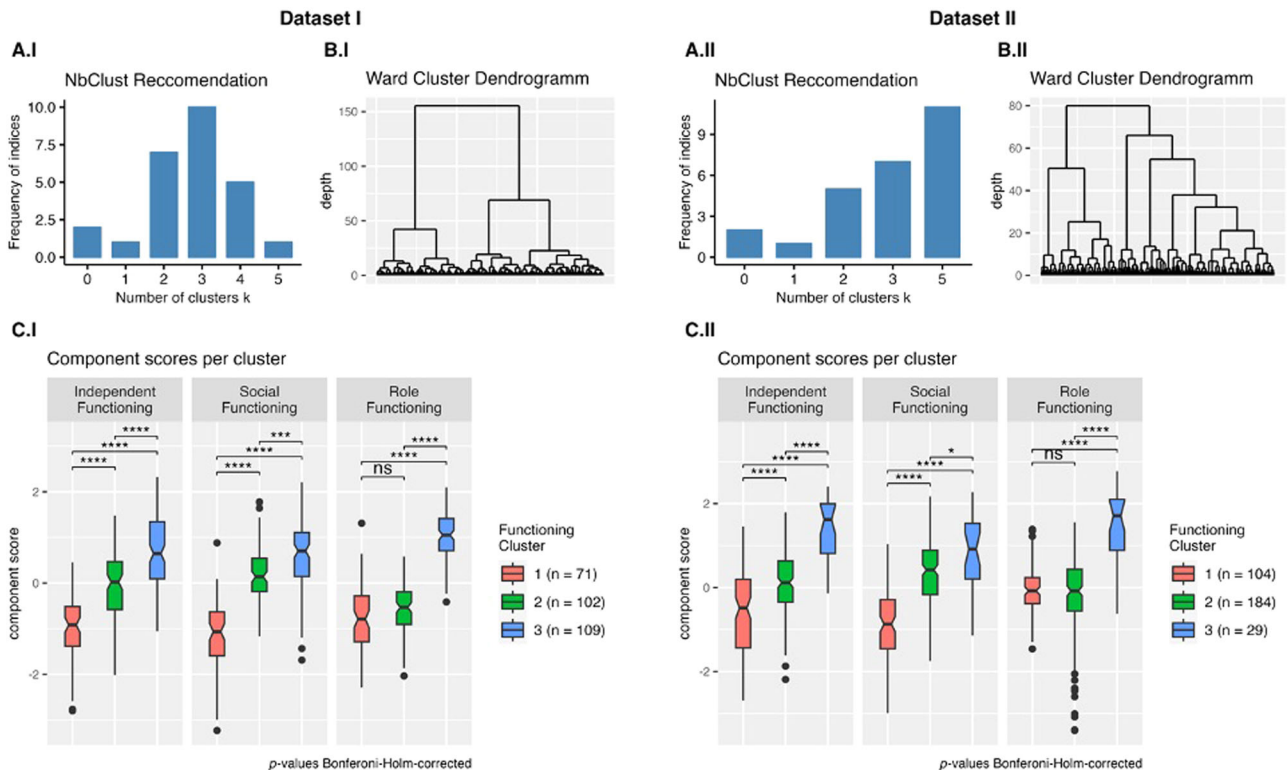 Dataset I
Dataset II
A.I
NbClust Reccomendation
Frequency of indices
10.0
7.5
5.0
2.5
0.0
0 1 2 3 4 5
Number of clusters k
B.I
Ward Cluster Dendrogramm
depth
150
100
50
0
A.II
NbClust Reccomendation
Frequency of indices
9
6
3
0
0 1 2 3 5
Number of clusters k
B.II
Ward Cluster Dendrogramm
depth
80
60
40
20
0
C.I
Component scores per cluster
Independent
Functioning
Social
Functioning
Role
Functioning
component score
2
0
-2
****
****
****
***
****
****
****
****
ns
Functioning
Cluster
1 (n = 71)
2 (n = 102)
3 (n = 109)
p-values Bonferoni-Holm-corrected
C.II
Component scores per cluster
Independent
Functioning
Social
Functioning
Role
Functioning
component score
2
0
-2
****
****
****
*
****
****
****
****
ns
Functioning
Cluster
1 (n = 104)
2 (n = 184)
3 (n = 29)
p-values Bonferoni-Holm-corrected